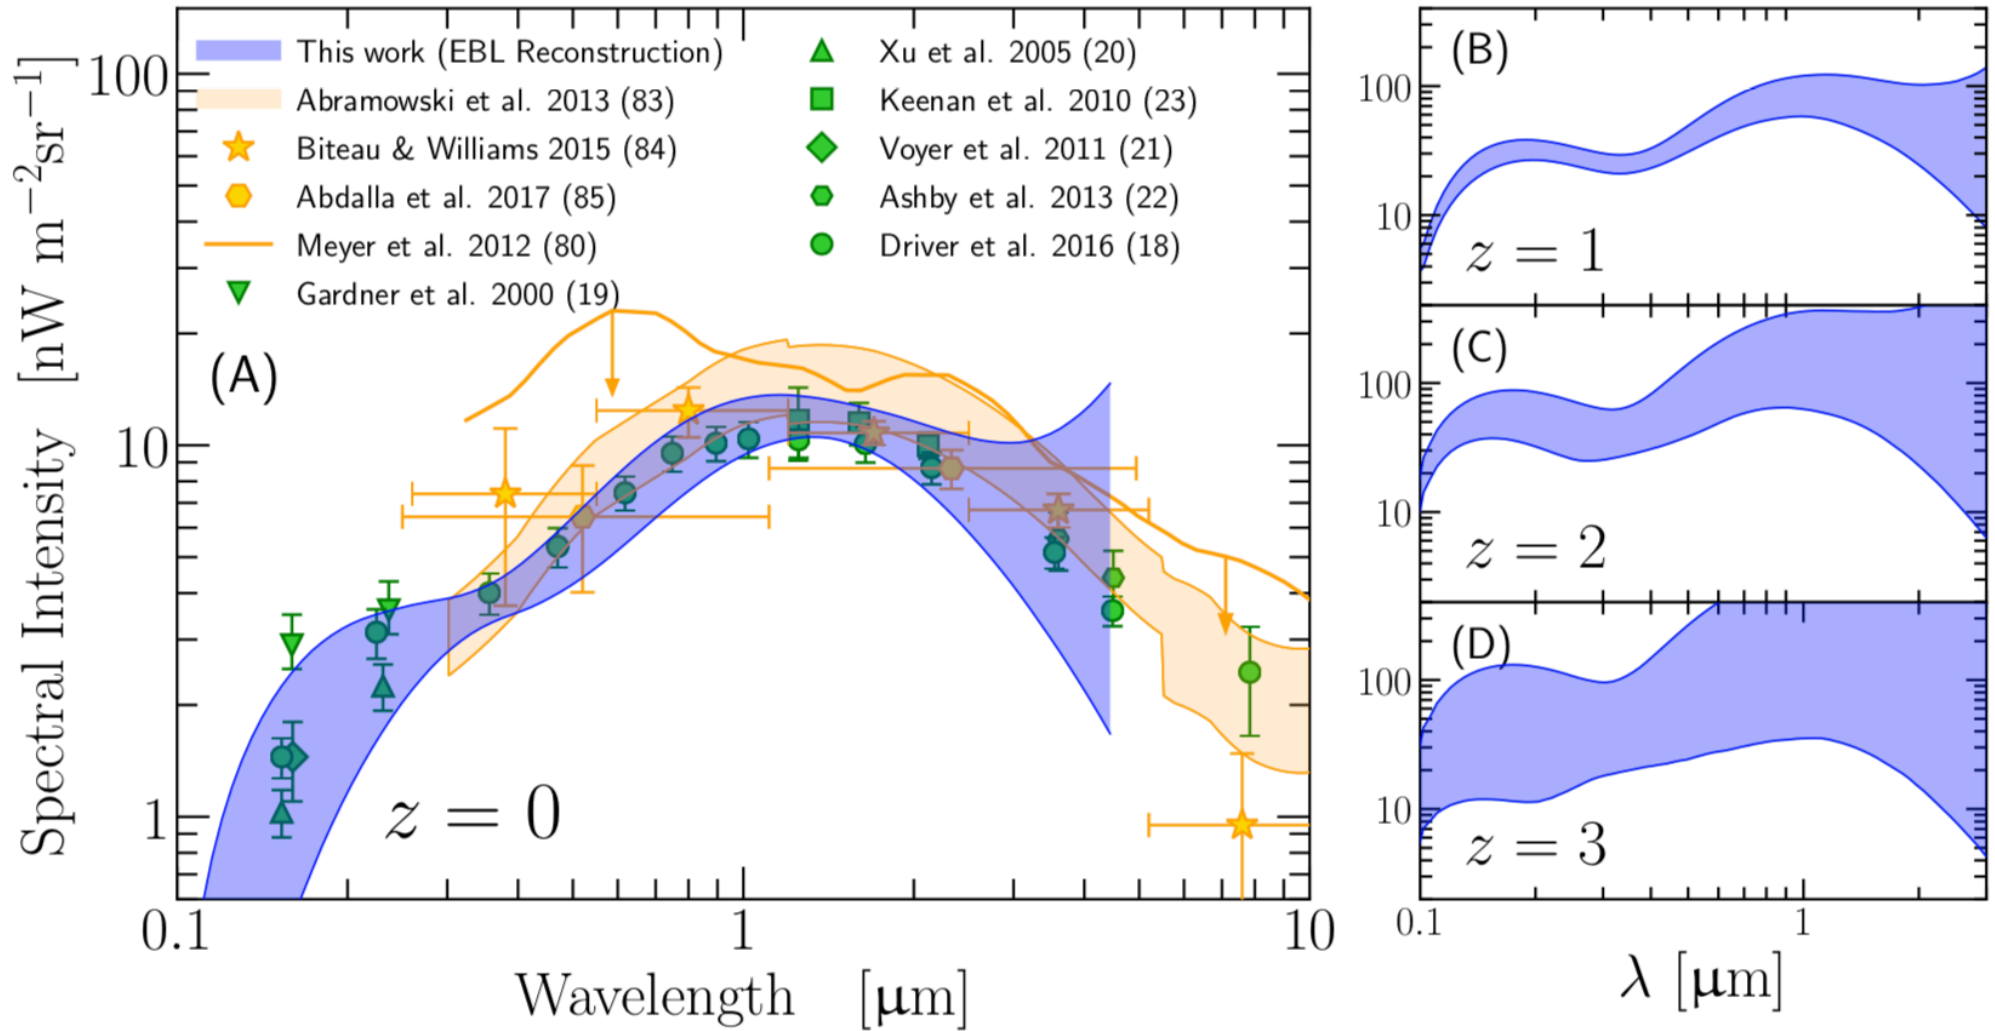 Spectral Intensity [nW m−2sr−1]
100
10
1
This work (EBL Reconstruction)
Abramowski et al. 2013 (83)
Biteau & Williams 2015 (84)
Abdalla et al. 2017 (85)
Meyer et al. 2012 (80)
Gardner et al. 2000 (19)
Xu et al. 2005 (20)
Keenan et al. 2010 (23)
Voyer et al. 2011 (21)
Ashby et al. 2013 (22)
Driver et al. 2016 (18)
(A)
z = 0
0.1 1 10
Wavelength [μm]
(B)
100
10
z = 1
(C)
100
10
z = 2
(D)
100
10
z = 3
0.1 1
λ [μm]